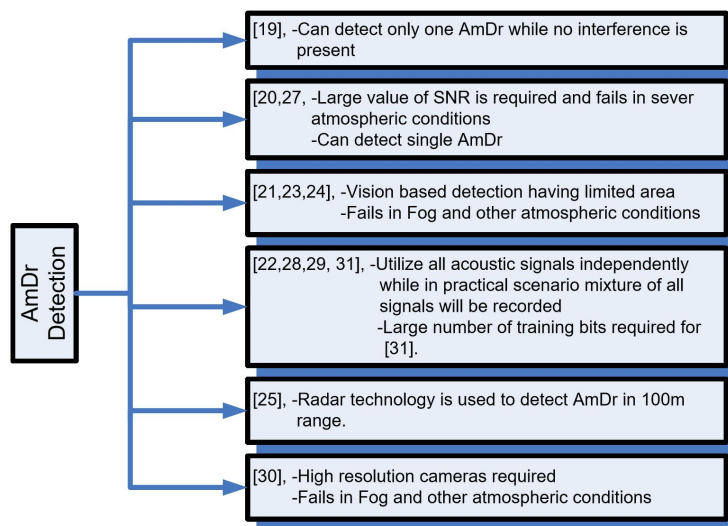 AmDr
Detection
[19], -Can detect only one AmDr while no interference is
present
[20,27, -Large value of SNR is required and fails in sever
atmospheric conditions
-Can detect single AmDr
[21,23,24], -Vision based detection having limited area
-Fails in Fog and other atmospheric conditions
[22,28,29, 31], -Utilize all acoustic signals independently
while in practical scenario mixture of all
signals will be recorded
-Large number of training bits required for
[31].
[25], -Radar technology is used to detect AmDr in 100m
range.
[30], -High resolution cameras required
-Fails in Fog and other atmospheric conditions